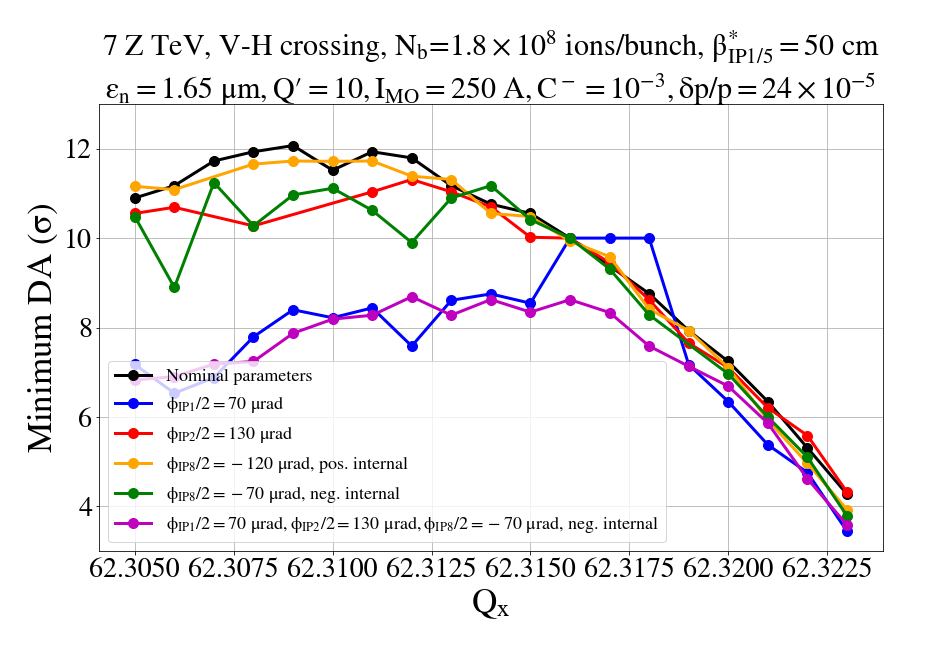 7 Z TeV, V-H crossing, N_b=1.8 × 10^8 ions/bunch, β*_IP1/5 = 50 cm
ε_n = 1.65 μm, Q′ = 10, I_MO = 250 A, C^− = 10^−3, δp/p = 24 × 10^−5
Minimum DA (σ)
12
10
8
6
4
Nominal parameters
ϕ_IP1/2 = 70 μrad
ϕ_IP2/2 = 130 μrad
ϕ_IP8/2 = −120 μrad, pos. internal
ϕ_IP8/2 = −70 μrad, neg. internal
ϕ_IP1/2 = 70 μrad, ϕ_IP2/2 = 130 μrad, ϕ_IP8/2 = −70 μrad, neg. internal
62.3050 62.3075 62.3100 62.3125 62.3150 62.3175 62.3200 62.3225
Q_x